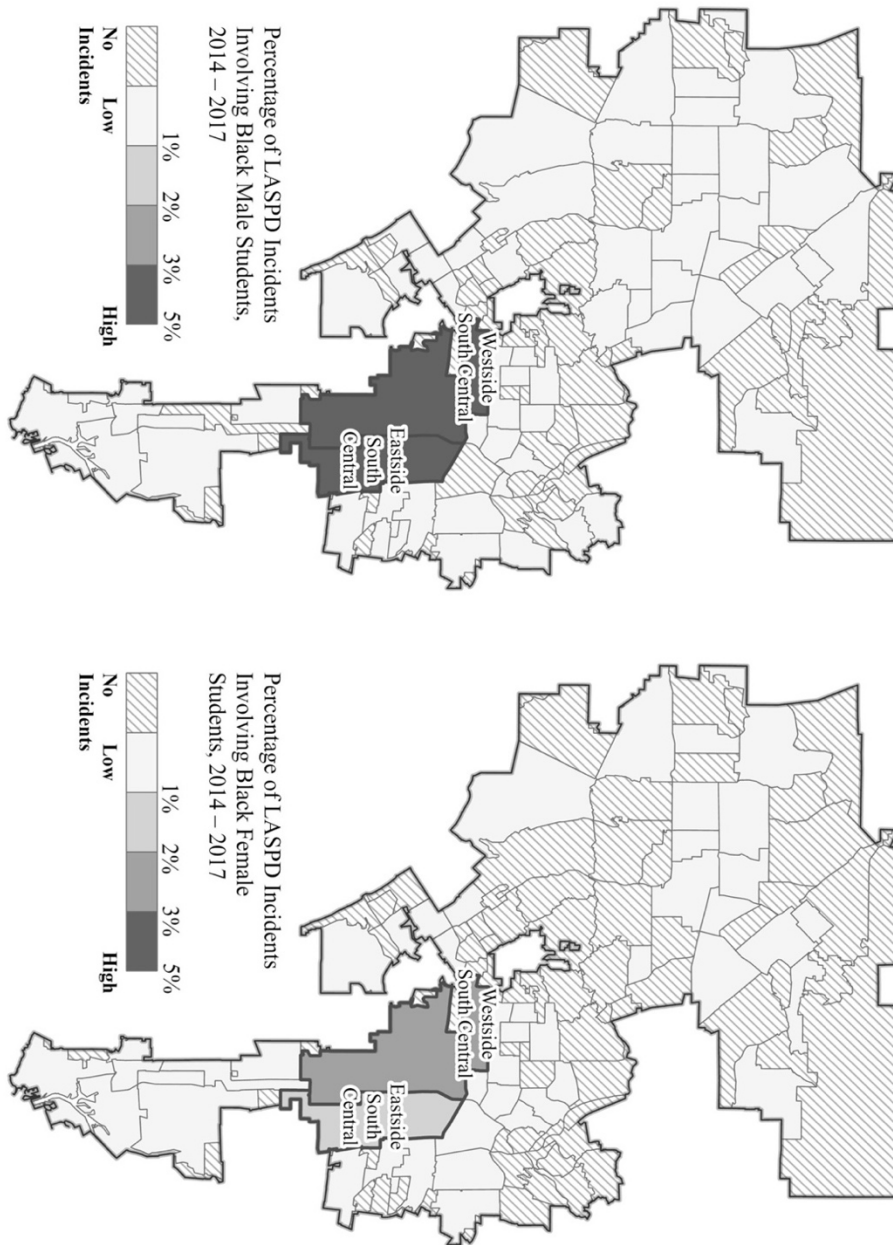 Percentage of LASPD Incidents
Involving Black Male Students,
2014 – 2017
1% 2% 3% 5%
No
Incidents
Low
High
Westside
South Central
Eastside
South
Central
Percentage of LASPD Incidents
Involving Black Female
Students, 2014 – 2017
1% 2% 3% 5%
No
Incidents
Low
High
Westside
South Central
Eastside
South
Central